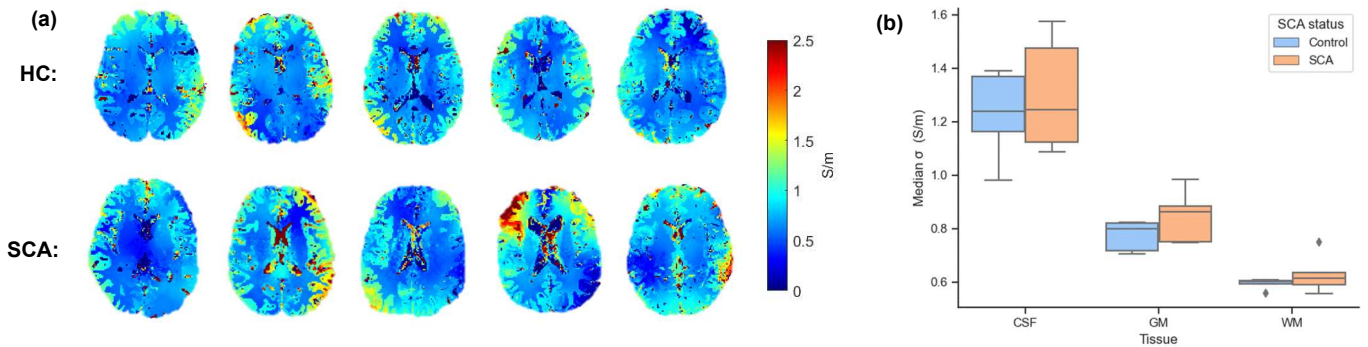 (a)
HC:
SCA:
2.5
2
1.5
1
0.5
0
S/m
(b)
Median σ (S/m)
1.6
1.4
1.2
1.0
0.8
0.6
SCA status
Control
SCA
CSF
GM
WM
Tissue